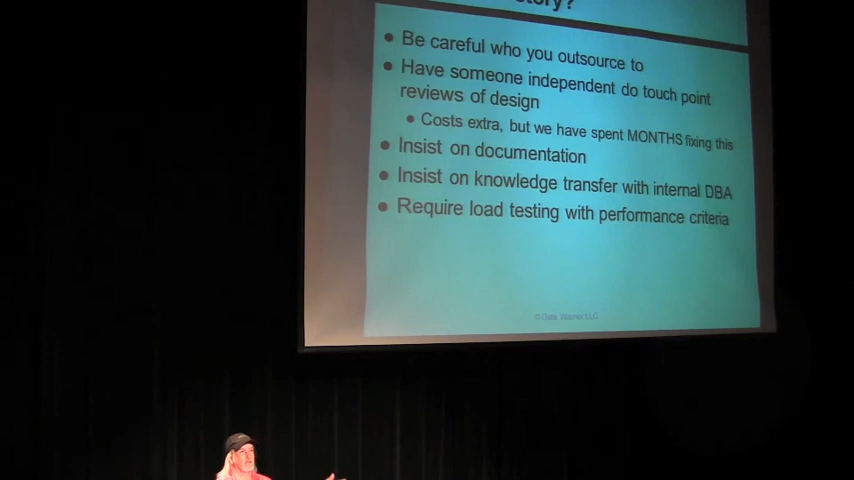 Be careful who you outsource to
Have someone independent do touch point
reviews of design
Costs extra, but we have spent MONTHS fixing this
Insist on documentation
Insist on knowledge transfer with internal DBA
Require load testing with performance criteria